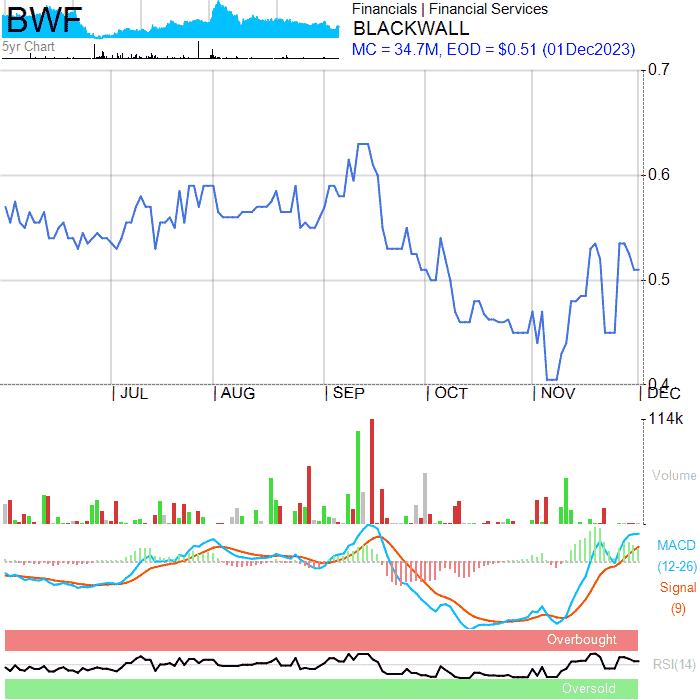 BWF
5yr Chart
Financials | Financial Services
BLACKWALL
MC = 34.7M, EOD = $0.51 (01Dec2023)
0.7
0.6
0.5
0.4
JUL
AUG
SEP
OCT
NOV
DEC
114k
Volume
MACD
(12-26)
Signal
(9)
Overbought
RSI(14)
Oversold